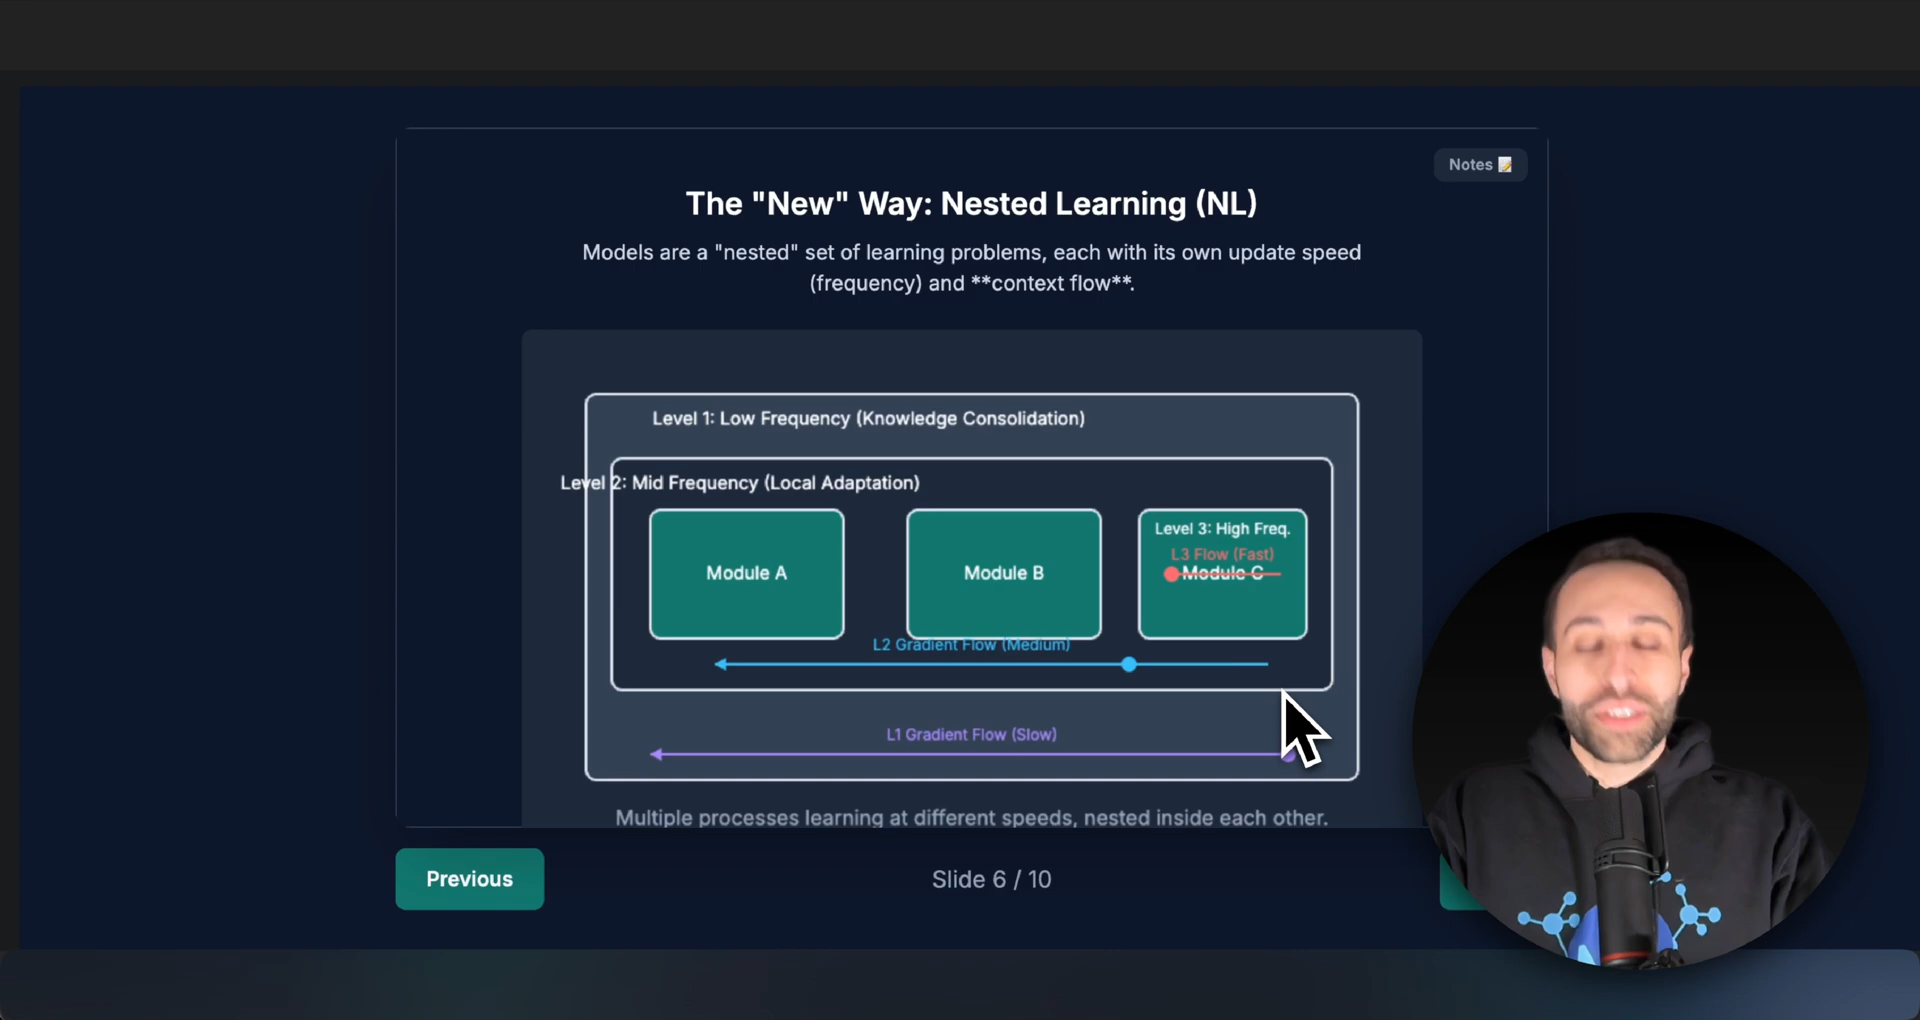 Notes 📝
The "New" Way: Nested Learning (NL)
Models are a "nested" set of learning problems, each with its own update speed
(frequency) and **context flow**.
Level 1: Low Frequency (Knowledge Consolidation)
Level 2: Mid Frequency (Local Adaptation)
Module A
Module B
Level 3: High Freq.
L3 Flow (Fast)
Module C
L2 Gradient Flow (Medium)
L1 Gradient Flow (Slow)
Multiple processes learning at different speeds, nested inside each other.
Previous
Slide 6 / 10